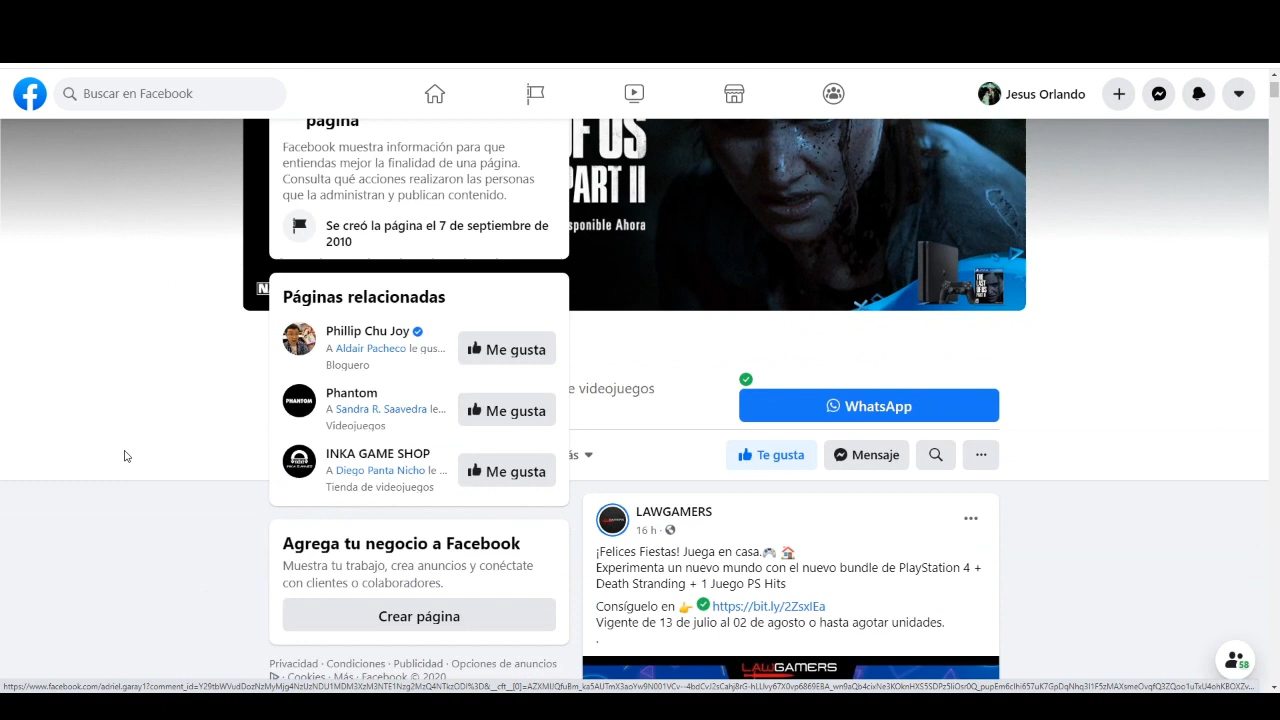 Buscar en Facebook
Jesus Orlando
página
Facebook muestra información para que
entiendas mejor la finalidad de una página.
Consulta qué acciones realizaron las personas
que la administran y publican contenido.
Se creó la página el 7 de septiembre de
2010
OF US
PART II
sponible Ahora
Páginas relacionadas
Phillip Chu Joy
A Aldair Pacheco le gus...
Bloguero
Me gusta
Phantom
A Sandra R. Saavedra le...
Videojuegos
Me gusta
INKA GAME SHOP
A Diego Panta Nicho le ...
Tienda de videojuegos
Me gusta
e videojuegos
WhatsApp
ás
Te gusta
Mensaje
Agrega tu negocio a Facebook
Muestra tu trabajo, crea anuncios y conéctate
con clientes o colaboradores.
Crear página
Privacidad · Condiciones · Publicidad · Opciones de anuncios
· Cookies · Más · Facebook © 2020
LAWGAMERS
16 h ·
¡Felices Fiestas! Juega en casa.🎮 🏠
Experimenta un nuevo mundo con el nuevo bundle de PlayStation 4 +
Death Stranding + 1 Juego PS Hits
Consíguelo en 👉 https://bit.ly/2ZsxlEa
Vigente de 13 de julio al 02 de agosto o hasta agotar unidades.
.
LAWGAMERS
58